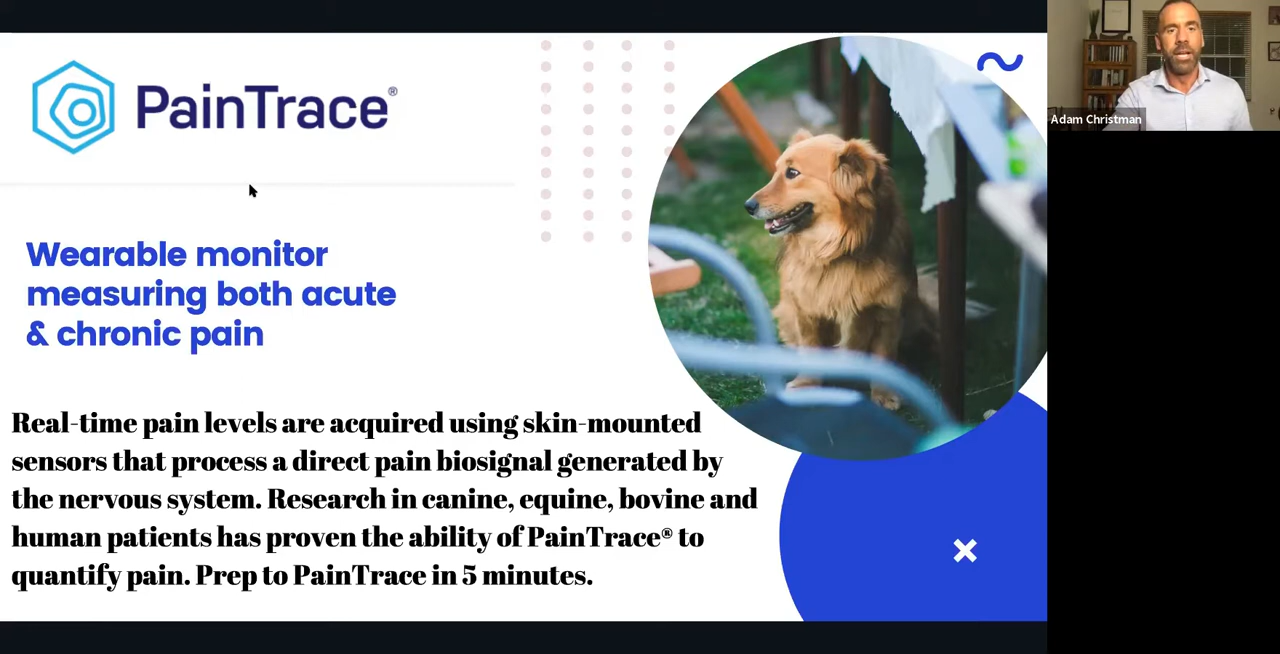 PainTrace®
Wearable monitor
measuring both acute
& chronic pain
Real-time pain levels are acquired using skin-mounted
sensors that process a direct pain biosignal generated by
the nervous system. Research in canine, equine, bovine and
human patients has proven the ability of PainTrace® to
quantify pain. Prep to PainTrace in 5 minutes.
Adam Christman